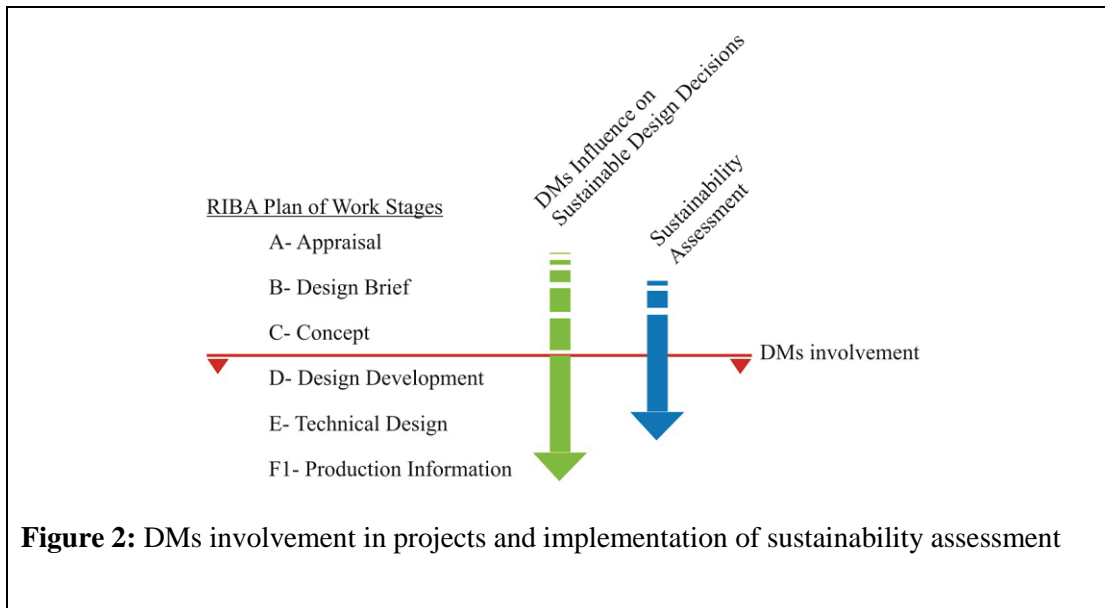 DMs Influence on
Sustainable Design Decisions
Sustainability
Assessment
RIBA Plan of Work Stages
A- Appraisal
B- Design Brief
C- Concept
DMs involvement
D- Design Development
E- Technical Design
F1- Production Information
Figure 2: DMs involvement in projects and implementation of sustainability assessment